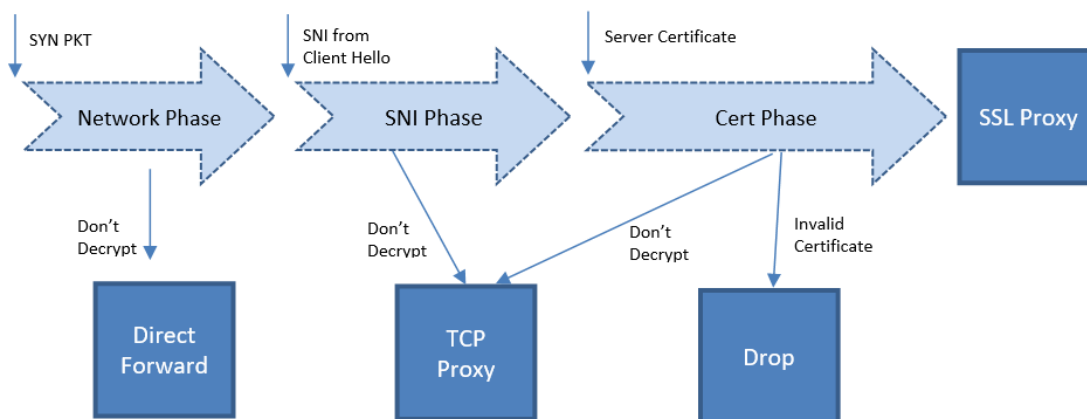 SYN PKT
SNI from
Client Hello
Server Certificate
Network Phase
SNI Phase
Cert Phase
SSL Proxy
Don’t
Decrypt
Don’t
Decrypt
Don’t
Decrypt
Invalid
Certificate
Direct
Forward
TCP
Proxy
Drop